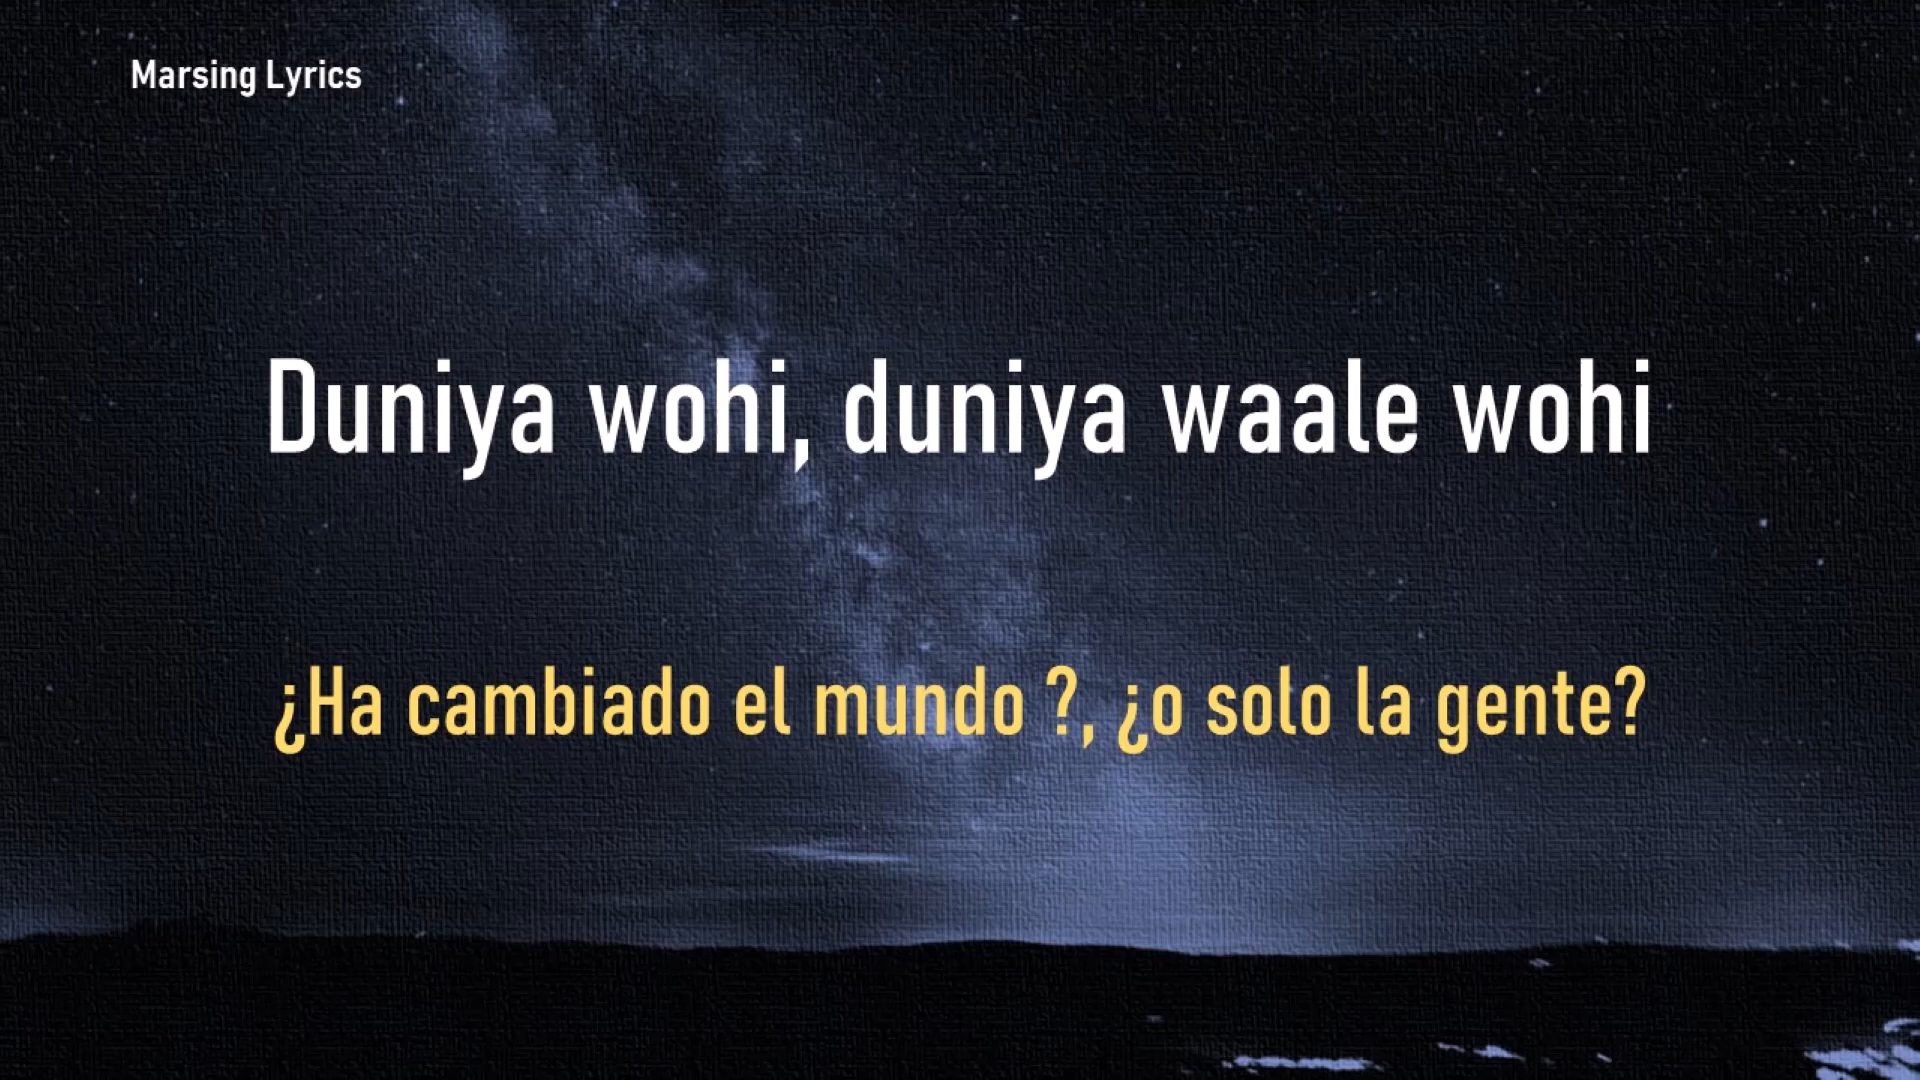 Marsing Lyrics
Duniya wohi, duniya waale wohi
¿Ha cambiado el mundo ?, ¿o solo la gente?